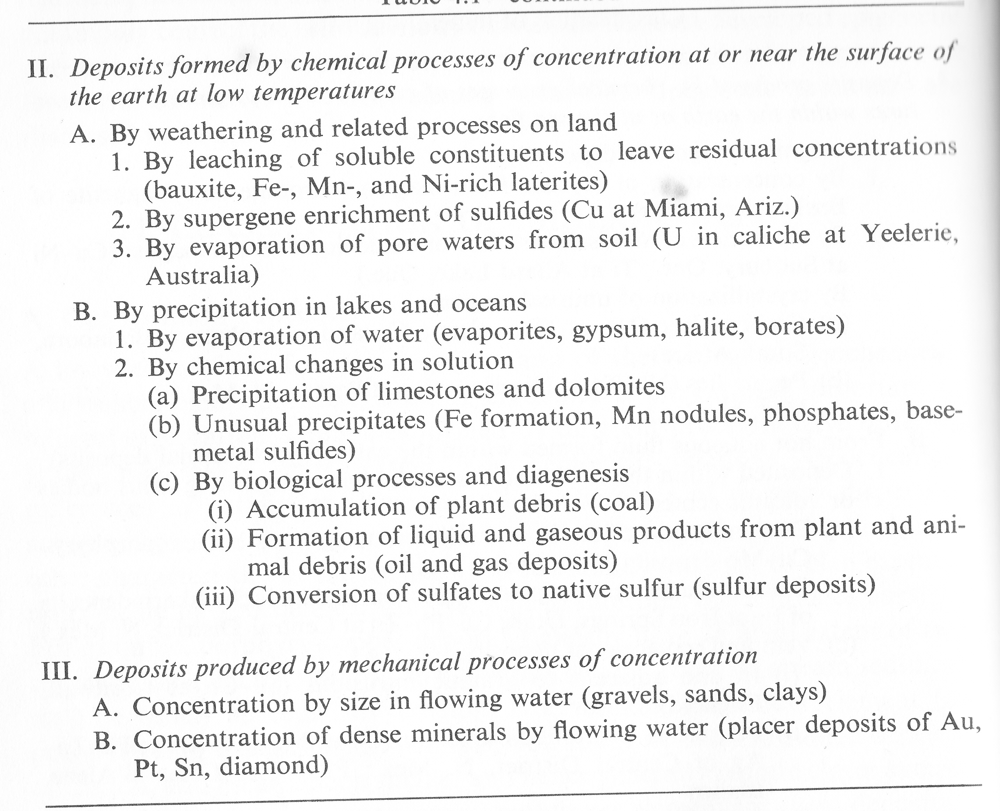 II. Deposits formed by chemical processes of concentration at or near the surface of
the earth at low temperatures
A. By weathering and related processes on land
1. By leaching of soluble constituents to leave residual concentrations
(bauxite, Fe-, Mn-, and Ni-rich laterites)
2. By supergene enrichment of sulfides (Cu at Miami, Ariz.)
3. By evaporation of pore waters from soil (U in caliche at Yeelerie,
Australia)
B. By precipitation in lakes and oceans
1. By evaporation of water (evaporites, gypsum, halite, borates)
2. By chemical changes in solution
(a) Precipitation of limestones and dolomites
(b) Unusual precipitates (Fe formation, Mn nodules, phosphates, base-
metal sulfides)
(c) By biological processes and diagenesis
(i) Accumulation of plant debris (coal)
(ii) Formation of liquid and gaseous products from plant and ani-
mal debris (oil and gas deposits)
(iii) Conversion of sulfates to native sulfur (sulfur deposits)
III. Deposits produced by mechanical processes of concentration
A. Concentration by size in flowing water (gravels, sands, clays)
B. Concentration of dense minerals by flowing water (placer deposits of Au,
Pt, Sn, diamond)